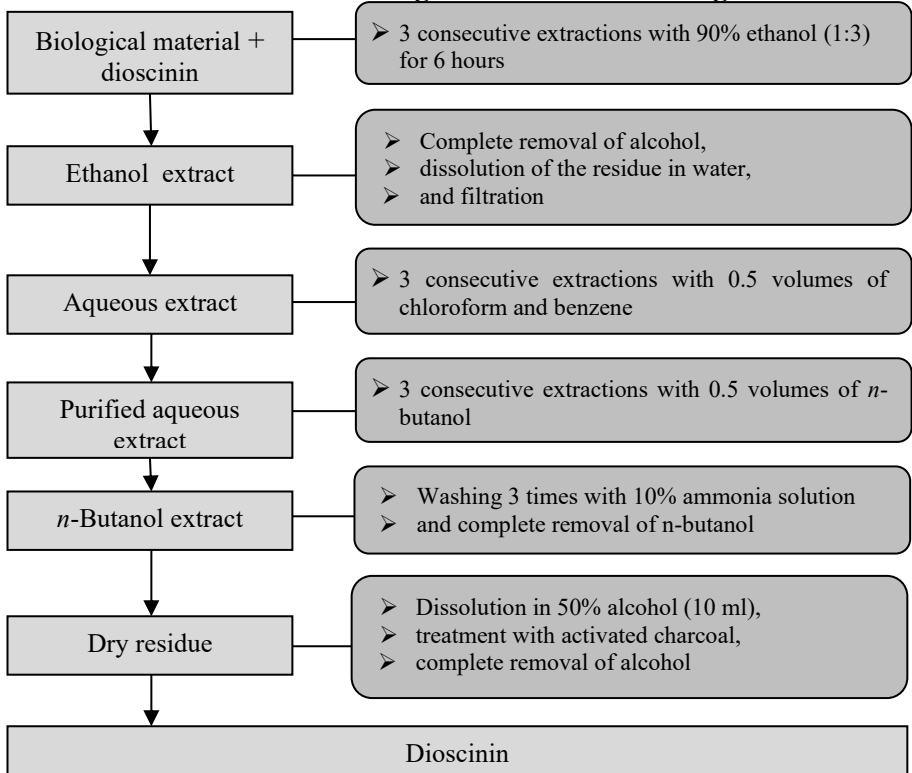 Biological material +
dioscinin
➢ 3 consecutive extractions with 90% ethanol (1:3)
for 6 hours
Ethanol extract
➢ Complete removal of alcohol,
➢ dissolution of the residue in water,
➢ and filtration
Aqueous extract
➢ 3 consecutive extractions with 0.5 volumes of
chloroform and benzene
Purified aqueous
extract
➢ 3 consecutive extractions with 0.5 volumes of n-
butanol
n-Butanol extract
➢ Washing 3 times with 10% ammonia solution
➢ and complete removal of n-butanol
Dry residue
➢ Dissolution in 50% alcohol (10 ml),
➢ treatment with activated charcoal,
➢ complete removal of alcohol
Dioscinin